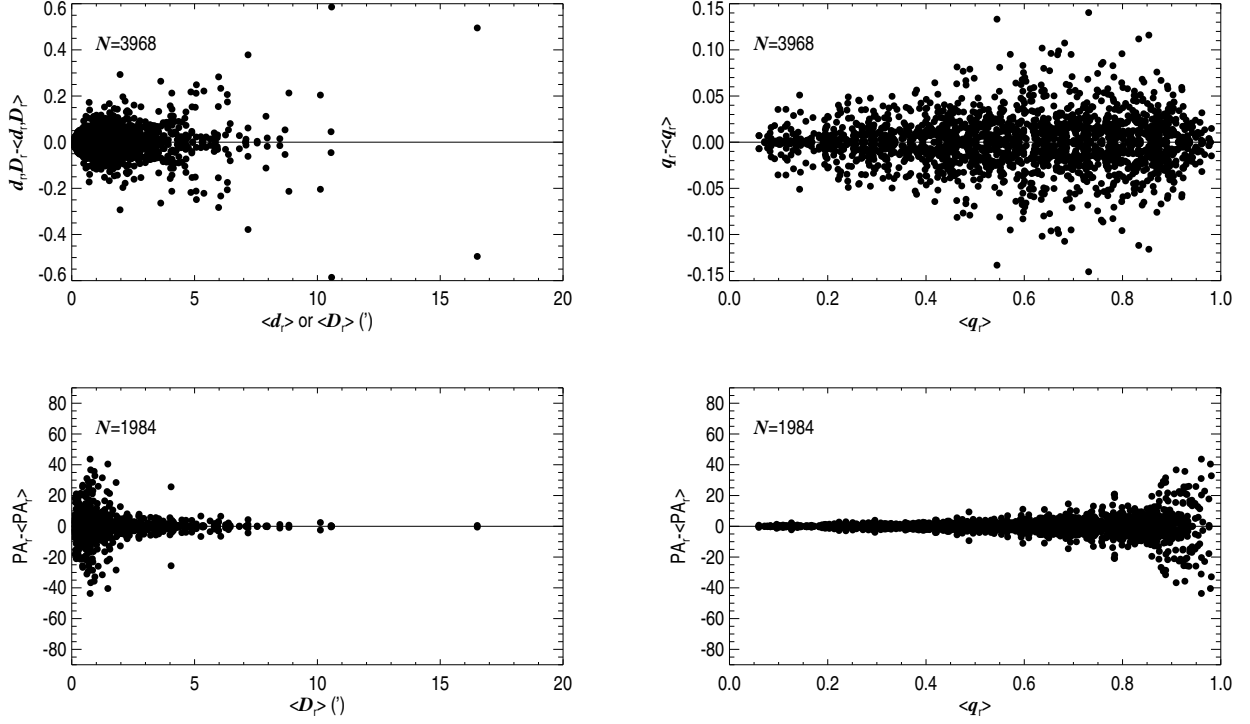 0.6
0.4
0.2
0.0
-0.2
-0.4
-0.6
d_r,D_r-<d_r,D_r>
N=3968
0 5 10 15 20
<d_r> or <D_r> (')
0.15
0.10
0.05
0.00
-0.05
-0.10
-0.15
q_r-<q_r>
N=3968
0.0 0.2 0.4 0.6 0.8 1.0
<q_r>
80
60
40
20
0
-20
-40
-60
-80
PA_r-<PA_r>
N=1984
0 5 10 15 20
<D_r> (')
80
60
40
20
0
-20
-40
-60
-80
PA_r-<PA_r>
N=1984
0.0 0.2 0.4 0.6 0.8 1.0
<q_r>